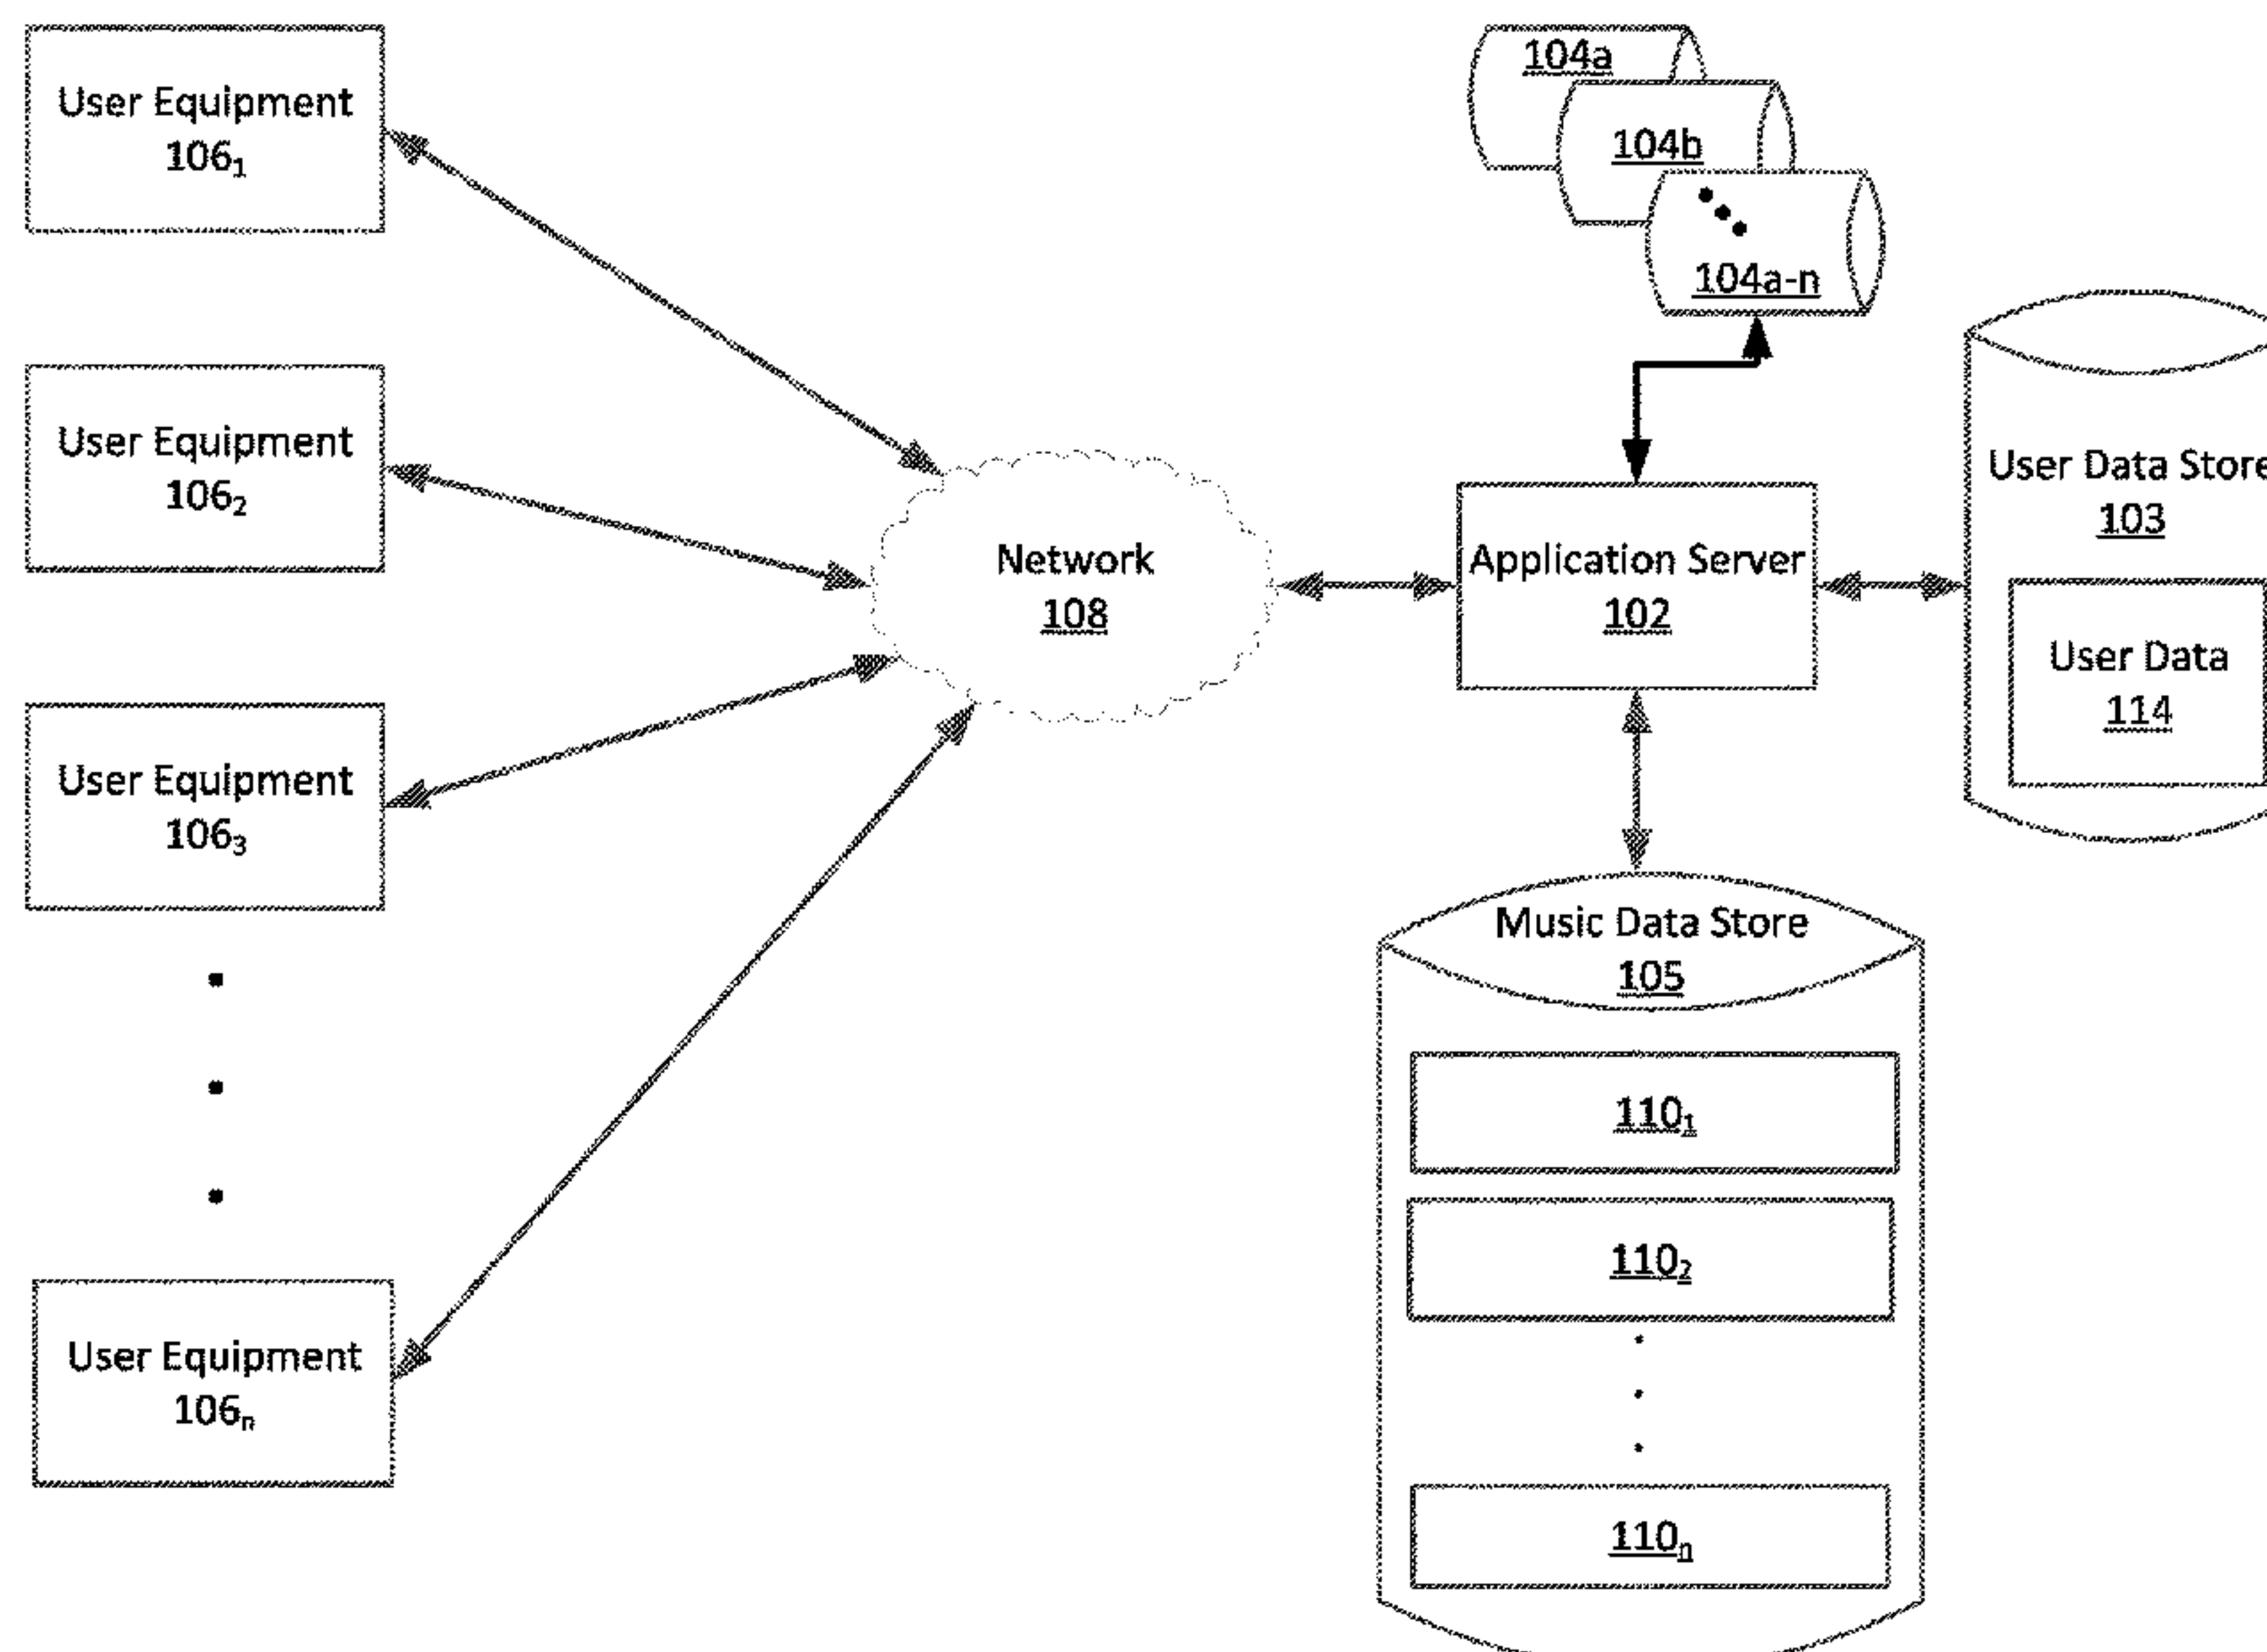 User Equipment
106₁
User Equipment
106₂
User Equipment
106₃
User Equipment
106ₙ
Network
108
104a
104b
104a-n
Application Server
102
User Data Store
103
User Data
114
Music Data Store
105
110₁
110₂
110ₙ